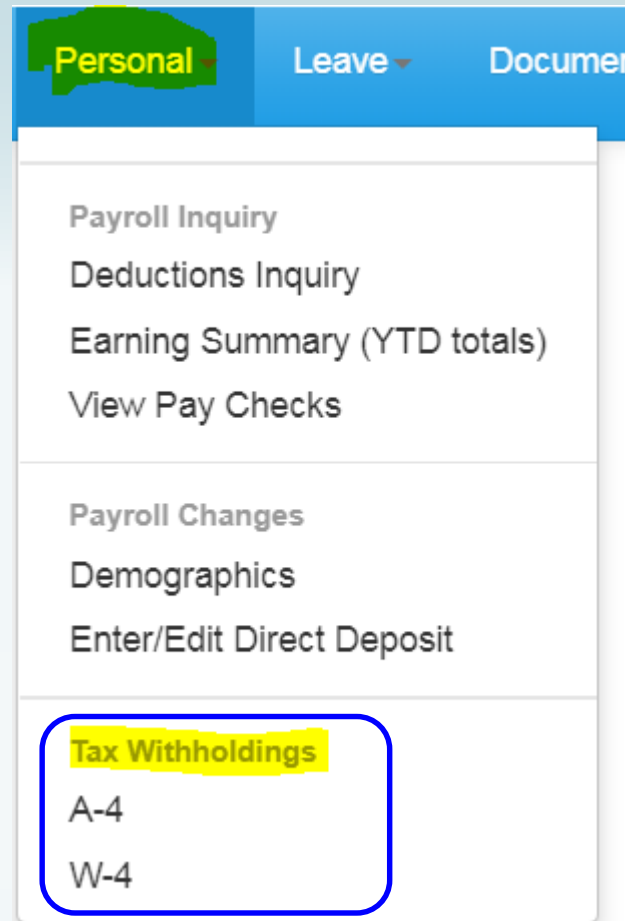 Personal Leave
Payroll Inquiry
Deductions Inquiry
Earning Summary (YTD totals)
View Pay Checks
Payroll Changes
Demographics
Enter/Edit Direct Deposit
Tax Withholdings
A-4
W-4